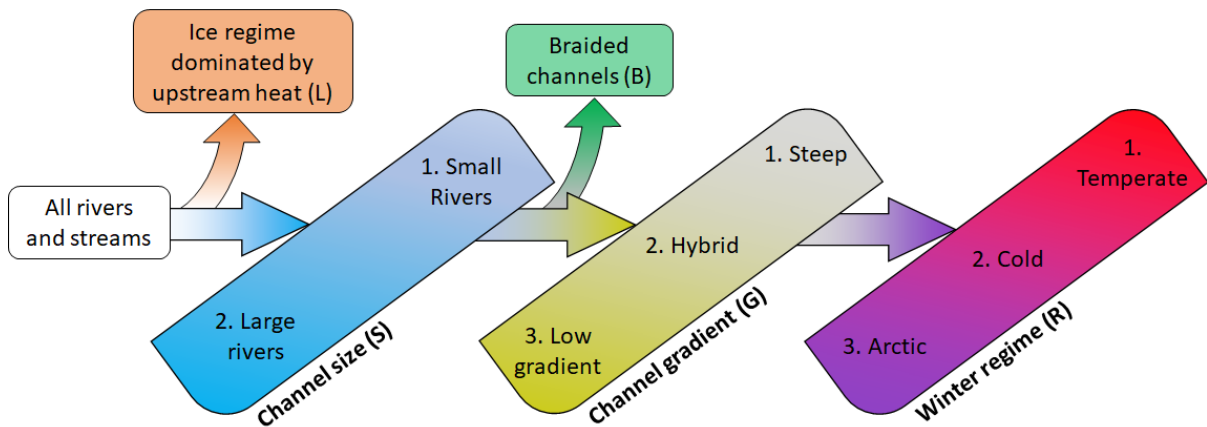 Ice regime
dominated by
upstream heat (L)
Braided
channels (B)
All rivers
and streams
1. Small
Rivers
2. Large
rivers
Channel size (S)
1. Steep
2. Hybrid
3. Low
gradient
Channel gradient (G)
1.
Temperate
2. Cold
3. Arctic
Winter regime (R)